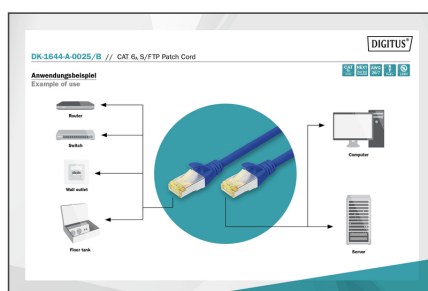 DIGITUS®
DK-1644-A-0025/B // CAT 6A S/FTP Patch Cord
Anwendungsbeispiel
Example of use
CAT
Router
Switch
Wall outlet
Floor tank
Computer
Server